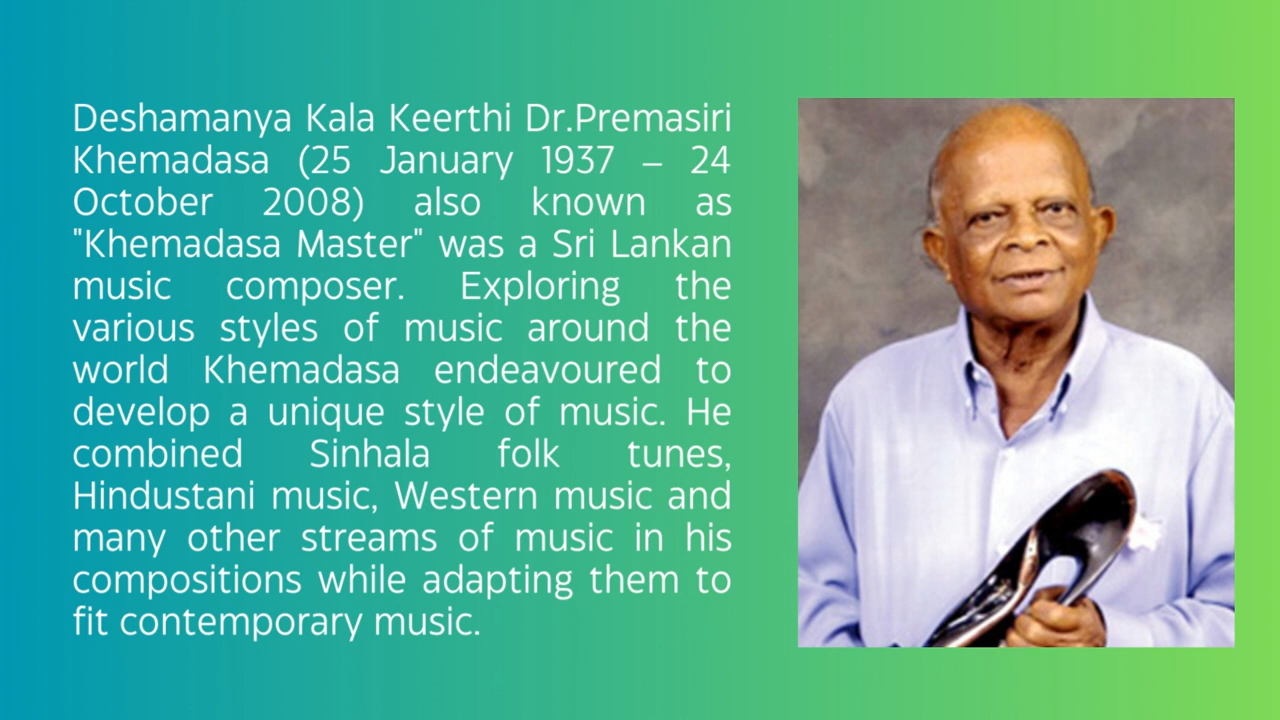 Deshamanya Kala Keerthi Dr.Premasiri
Khemadasa (25 January 1937 – 24
October 2008) also known as
"Khemadasa Master" was a Sri Lankan
music composer. Exploring the
various styles of music around the
world Khemadasa endeavoured to
develop a unique style of music. He
combined Sinhala folk tunes,
Hindustani music, Western music and
many other streams of music in his
compositions while adapting them to
fit contemporary music.